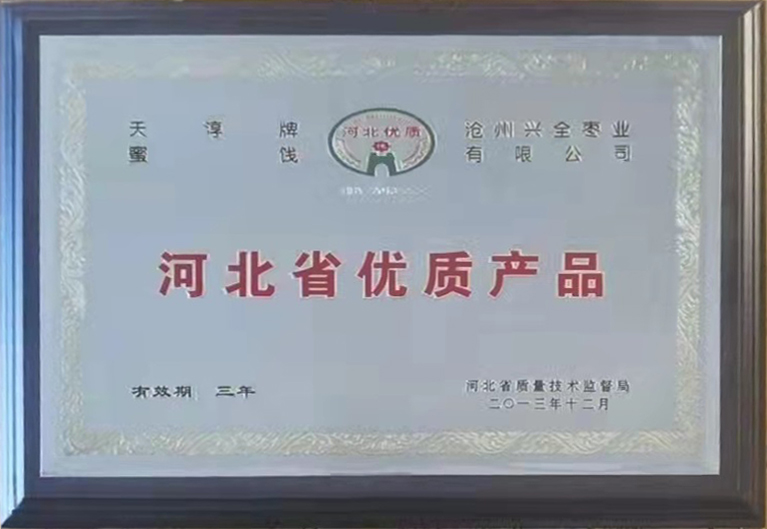 天淳牌
蜜饯
河北优质
沧州兴全枣业
有限公司
河北省优质产品
有效期 三年
河北省质量技术监督局
二〇一三年十二月